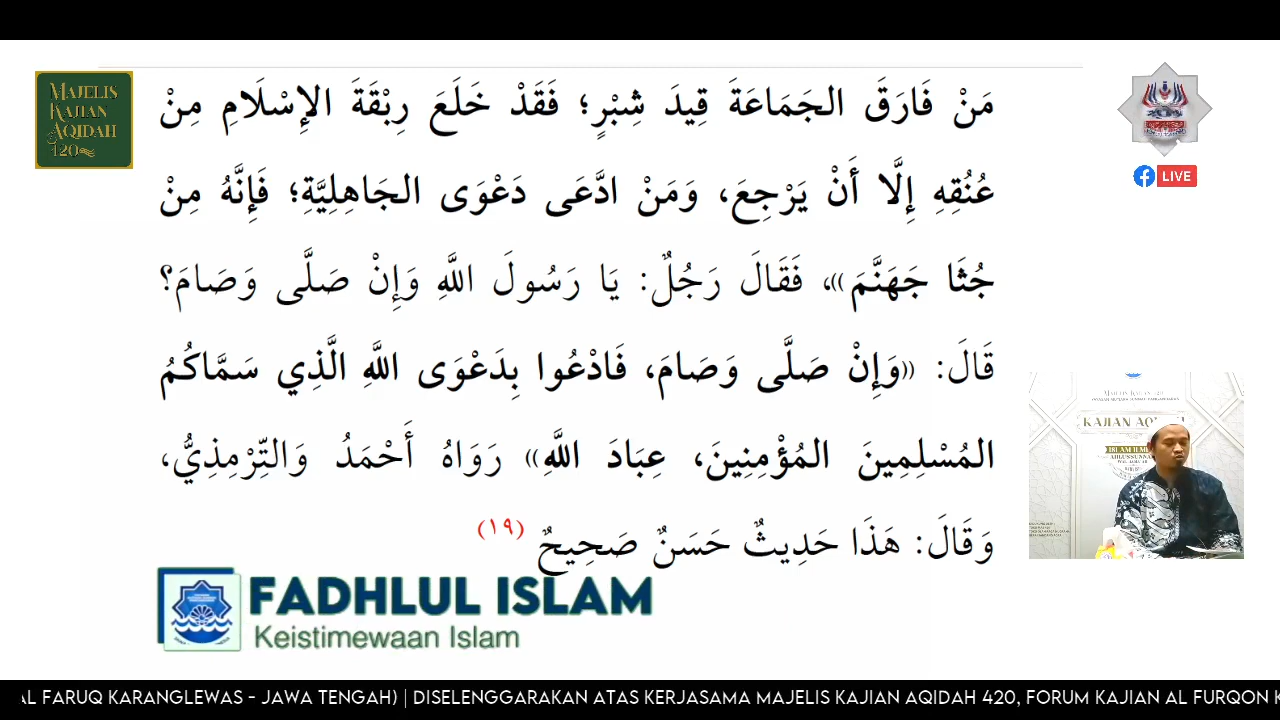 MAJELIS
KAJIAN
AQIDAH
420
LIVE
مَنْ فَارَقَ الجَمَاعَةَ قِيدَ شِبْرٍ؛ فَقَدْ خَلَعَ رِبْقَةَ الإِسْلَامِ مِنْ
عُنُقِهِ إِلَّا أَنْ يَرْجِعَ، وَمَنْ ادَّعَى دَعْوَى الجَاهِلِيَّةِ؛ فَإِنَّهُ مِنْ
جُثَا جَهَنَّمَ»، فَقَالَ رَجُلٌ: يَا رَسُولَ اللَّهِ وَإِنْ صَلَّى وَصَامَ؟
قَالَ: «وَإِنْ صَلَّى وَصَامَ، فَادْعُوا بِدَعْوَى اللَّهِ الَّذِي سَمَّاكُمُ
المُسْلِمِينَ المُؤْمِنِينَ، عِبَادَ اللَّهِ» رَوَاهُ أَحْمَدُ وَالتِّرْمِذِيُّ،
وَقَالَ: هَذَا حَدِيثٌ حَسَنٌ صَحِيحٌ (١٩)
KAJIAN AQIDAH
FADHLUL ISLAM
Keistimewaan Islam
AL FARUQ KARANGLEWAS - JAWA TENGAH) | DISELENGGARAKAN ATAS KERJASAMA MAJELIS KAJIAN AQIDAH 420, FORUM KAJIAN AL FURQON